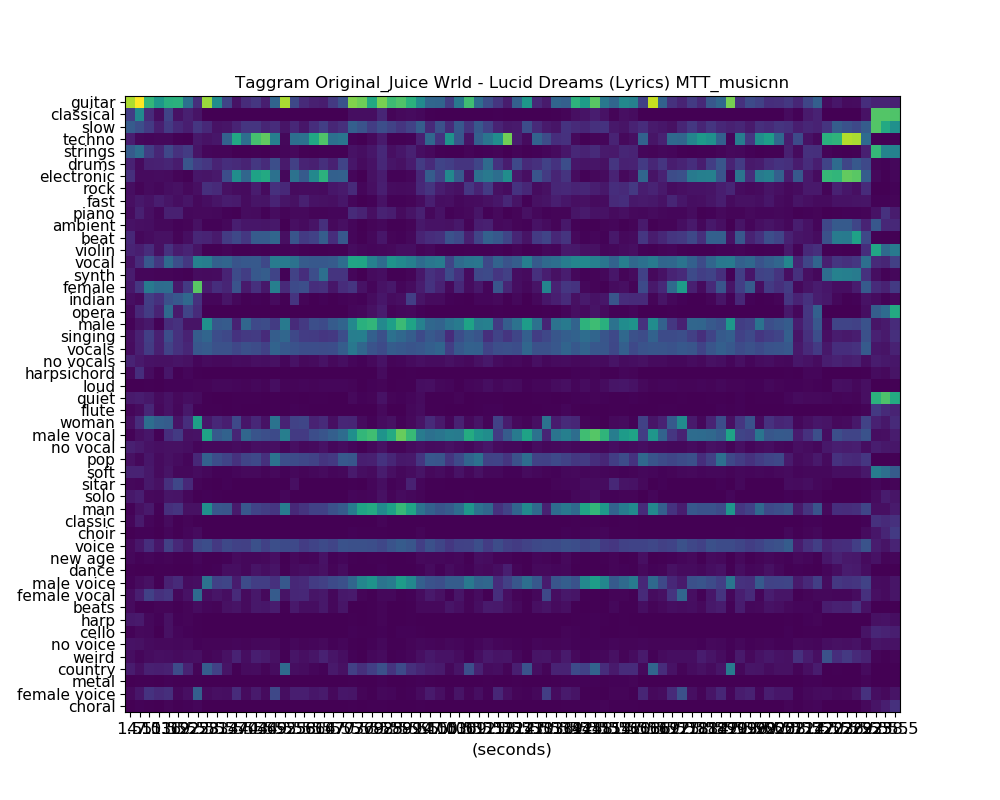 Taggram Original_Juice Wrld - Lucid Dreams (Lyrics) MTT_musicnn
guitar
classical
slow
techno
strings
drums
electronic
rock
fast
piano
ambient
beat
violin
vocal
synth
female
indian
opera
male
singing
vocals
no vocals
harpsichord
loud
quiet
flute
woman
male vocal
no vocal
pop
soft
sitar
solo
man
classic
choir
voice
new age
dance
male voice
female vocal
beats
harp
cello
no voice
weird
country
metal
female voice
choral
(seconds)